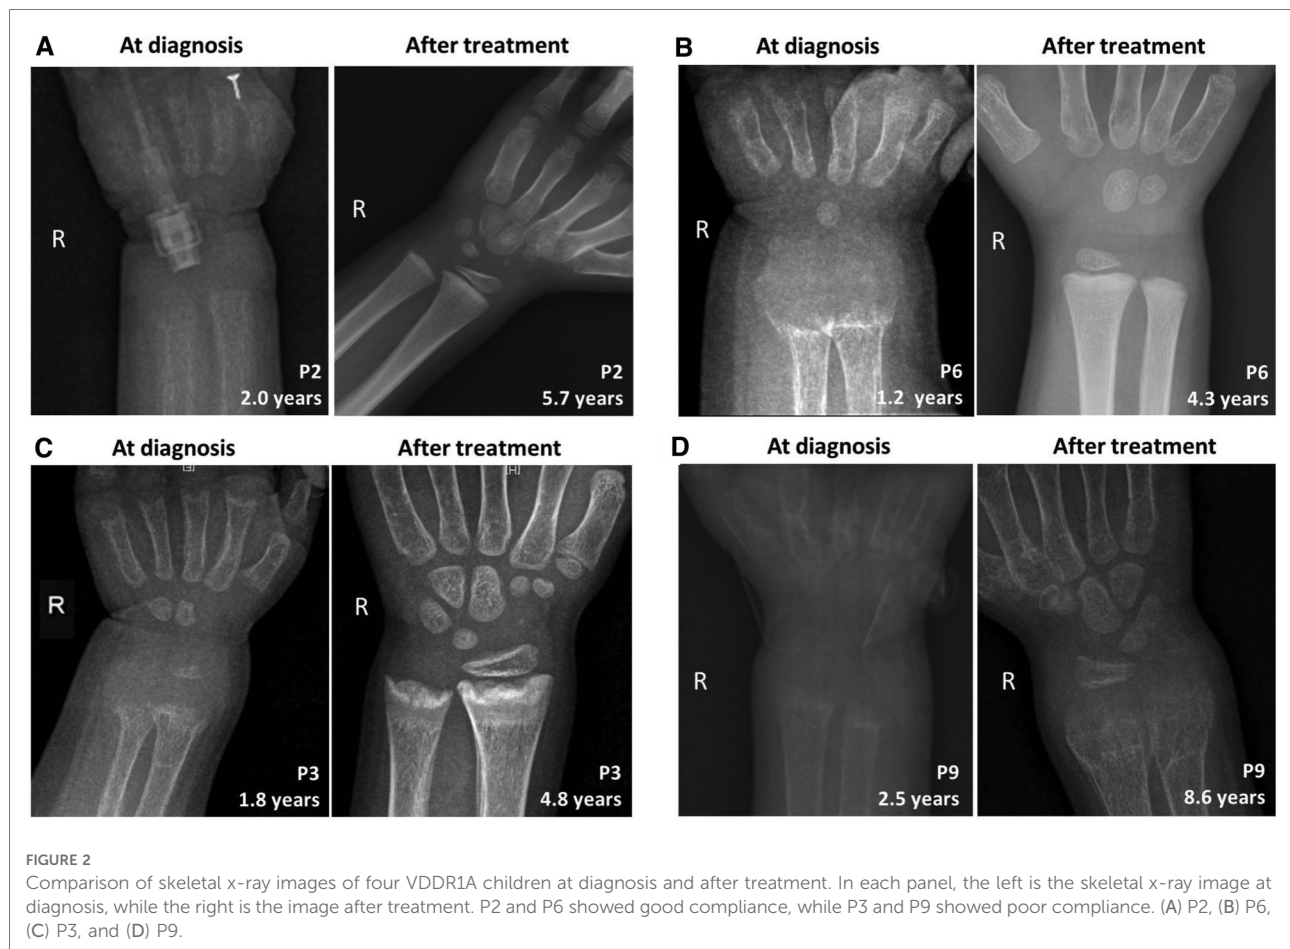 A
At diagnosis
After treatment
R
R
P2
2.0 years
P2
5.7 years
B
At diagnosis
After treatment
R
R
P6
1.2 years
P6
4.3 years
C
At diagnosis
After treatment
R
[H]
R
P3
1.8 years
P3
4.8 years
D
At diagnosis
After treatment
R
R
P9
2.5 years
P9
8.6 years
FIGURE 2
Comparison of skeletal x-ray images of four VDDR1A children at diagnosis and after treatment. In each panel, the left is the skeletal x-ray image at
diagnosis, while the right is the image after treatment. P2 and P6 showed good compliance, while P3 and P9 showed poor compliance. (A) P2, (B) P6,
(C) P3, and (D) P9.